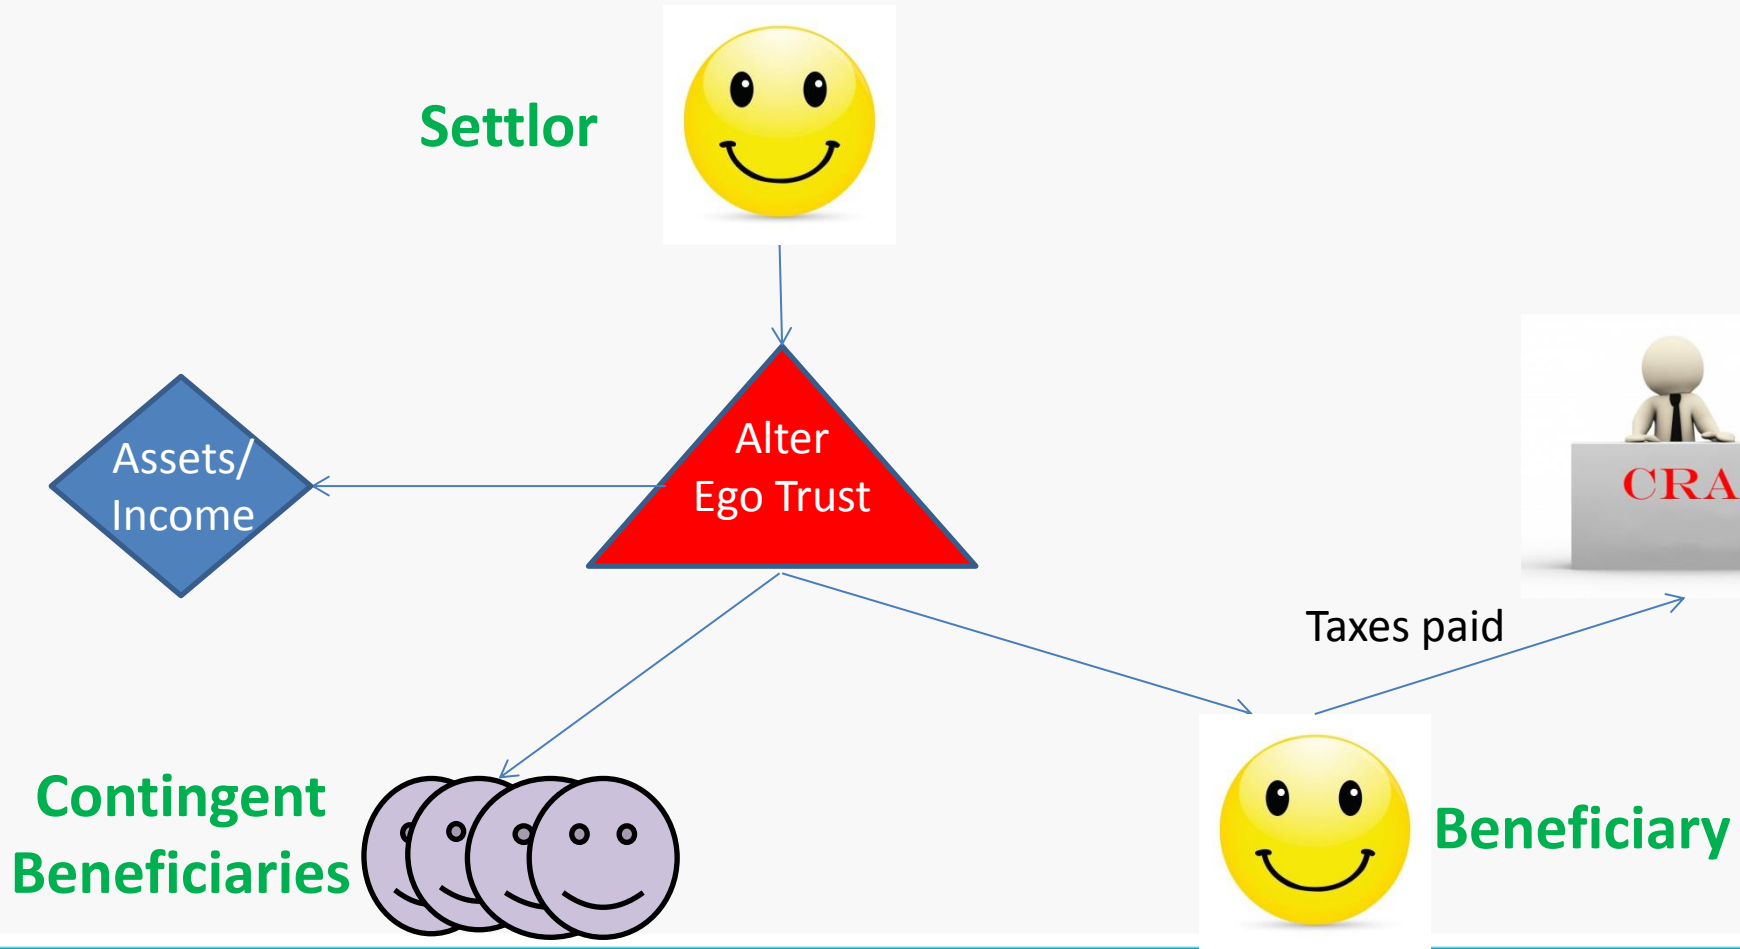 Settlor
Alter
Ego Trust
Assets/
Income
CRA
Taxes paid
Contingent
Beneficiaries
Beneficiary